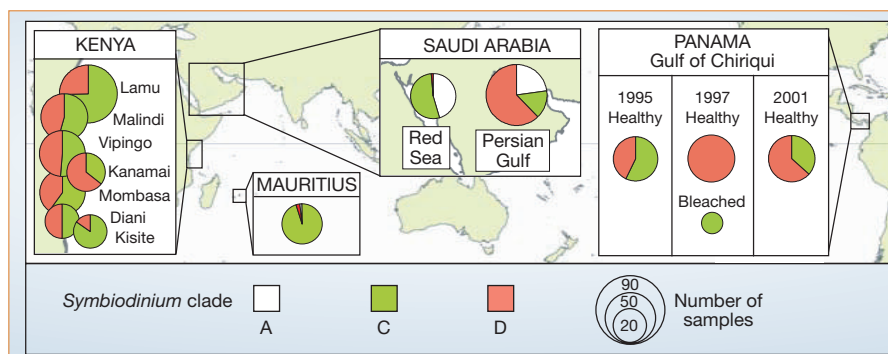 KENYA
Lamu
Malindi
Vipingo
Kanamai
Mombasa
Diani
Kisite
MAURITIUS
SAUDI ARABIA
Red
Sea
Persian
Gulf
PANAMA
Gulf of Chiriqui
1995
Healthy
1997
Healthy
Bleached
2001
Healthy
Symbiodinium clade
A
C
D
90
50
20
Number of
samples